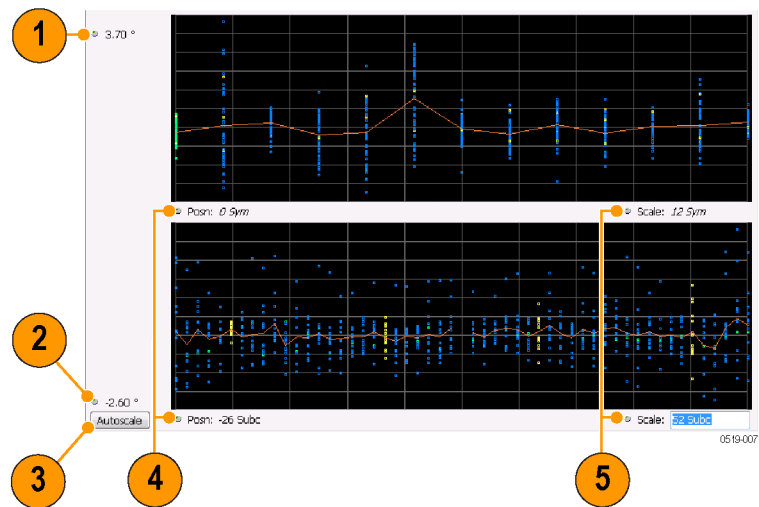 1
3.70 °
Posn: 0 Sym
Scale: 12 Sym
2
-2.60 °
Autoscale
Posn: -26 Subc
Scale: 52 Subc
0519-007
3
4
5